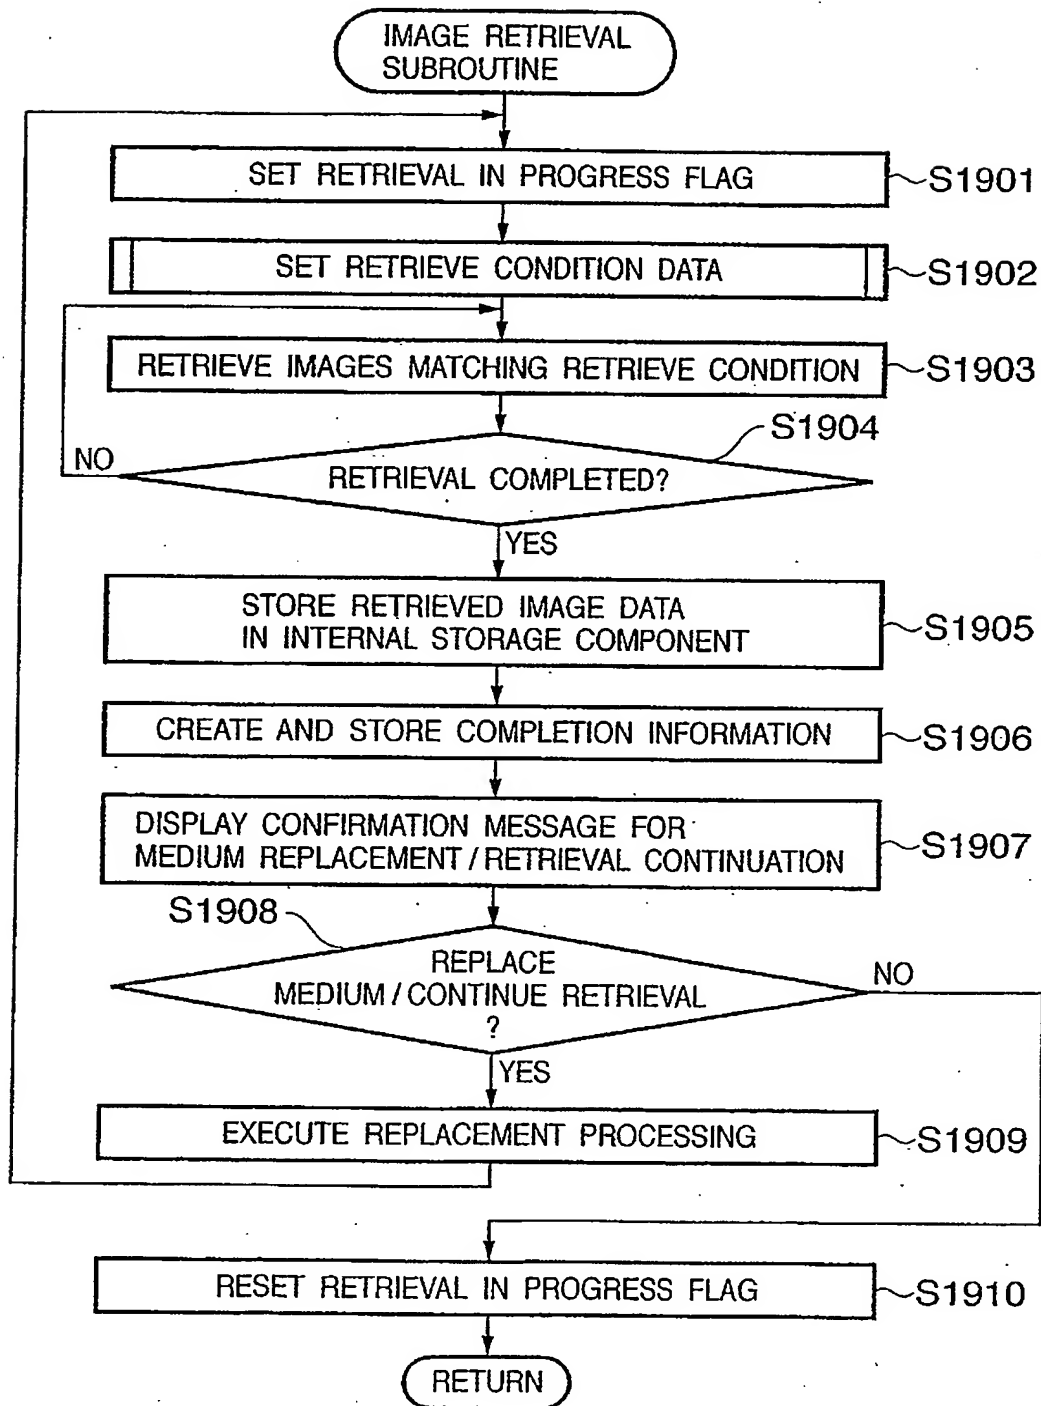 IMAGE RETRIEVAL
SUBROUTINE
SET RETRIEVAL IN PROGRESS FLAG
S1901
SET RETRIEVE CONDITION DATA
S1902
RETRIEVE IMAGES MATCHING RETRIEVE CONDITION
S1903
S1904
NO
RETRIEVAL COMPLETED?
YES
STORE RETRIEVED IMAGE DATA
IN INTERNAL STORAGE COMPONENT
S1905
CREATE AND STORE COMPLETION INFORMATION
S1906
DISPLAY CONFIRMATION MESSAGE FOR
MEDIUM REPLACEMENT/RETRIEVAL CONTINUATION
S1907
S1908
REPLACE
MEDIUM/CONTINUE RETRIEVAL
?
NO
YES
EXECUTE REPLACEMENT PROCESSING
S1909
RESET RETRIEVAL IN PROGRESS FLAG
S1910
RETURN